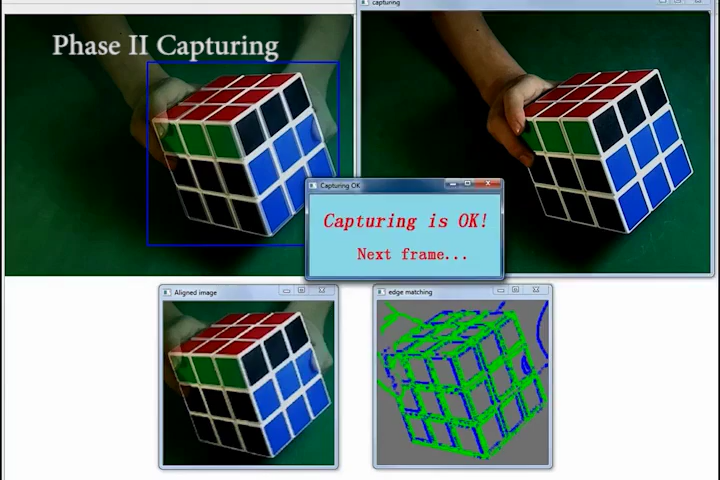 Phase II Capturing
capturing
Capturing OK
Capturing is OK!
Next frame...
Aligned image
edge matching